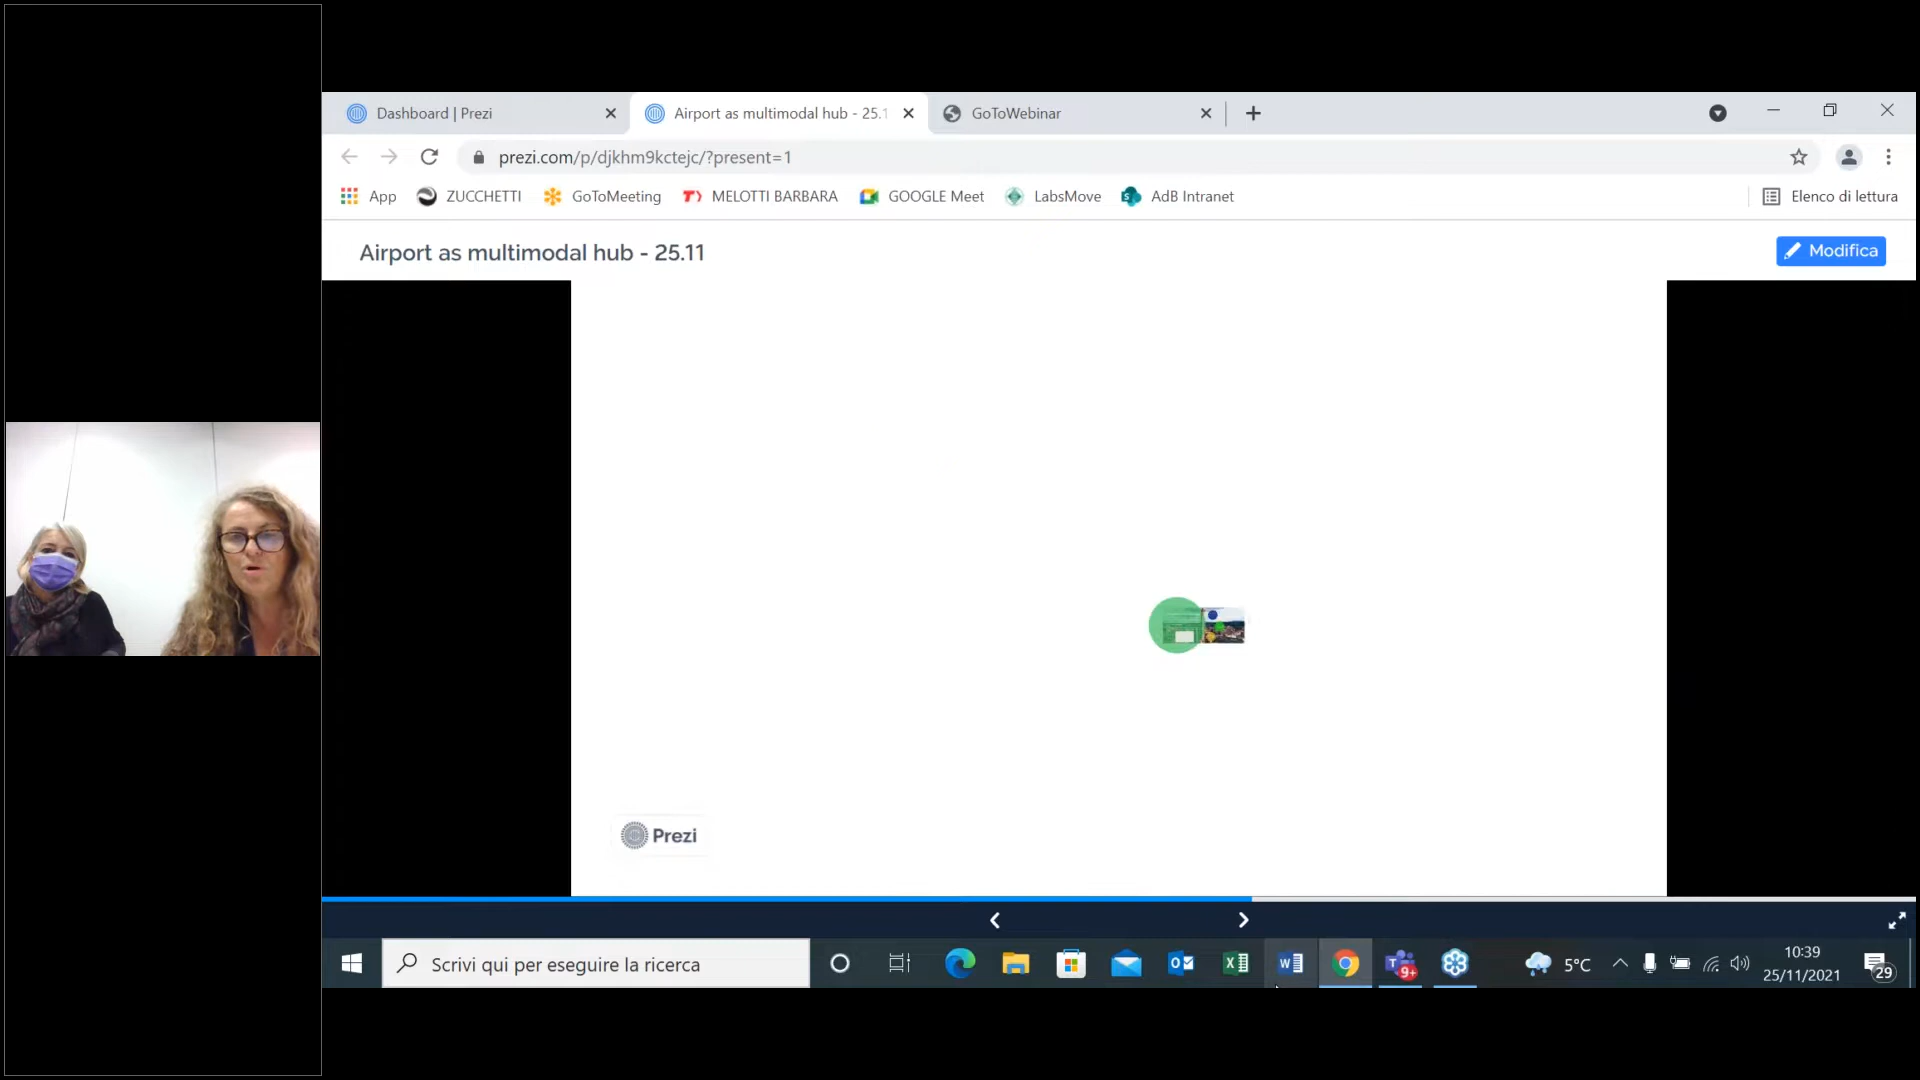 Dashboard | Prezi
Airport as multimodal hub - 25.1
GoToWebinar
prezi.com/p/djkhm9kctejc/?present=1
App
ZUCCHETTI
GoToMeeting
MELOTTI BARBARA
GOOGLE Meet
LabsMove
AdB Intranet
Elenco di lettura
Airport as multimodal hub - 25.11
Modifica
Prezi
Scrivi qui per eseguire la ricerca
9+
5°C
10:39
25/11/2021
29